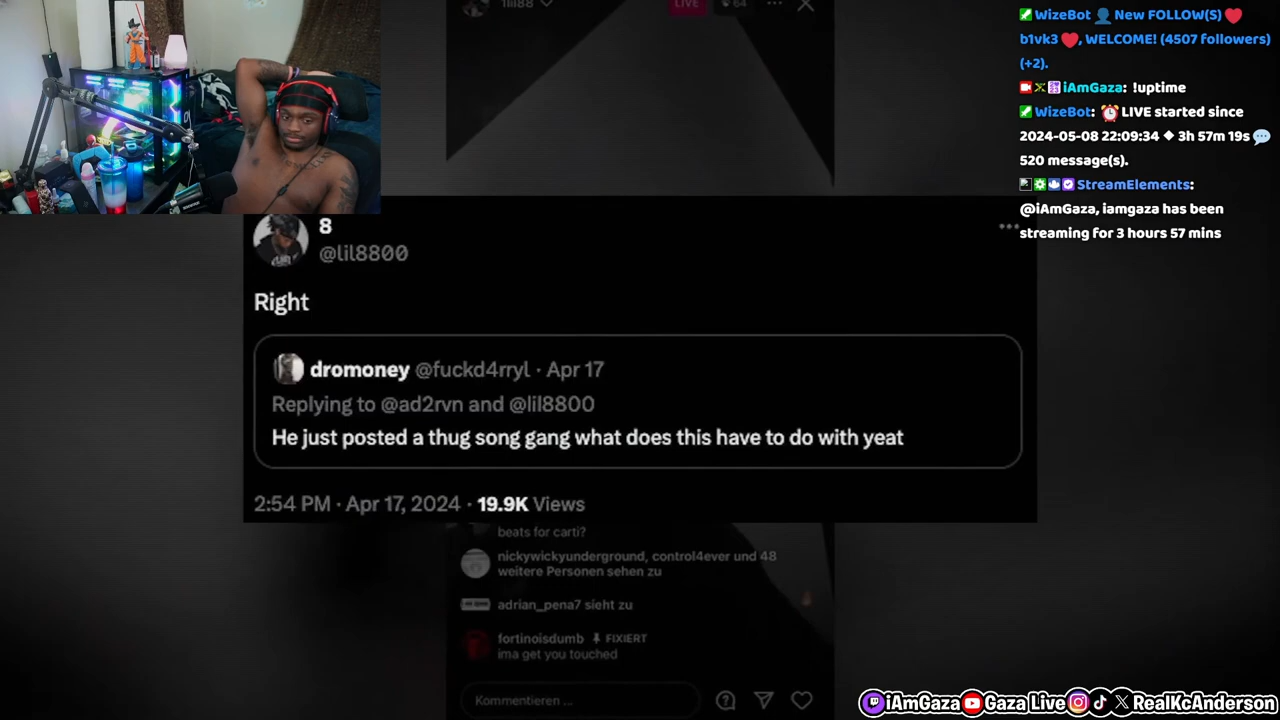 1lil88
LIVE
64
8
@lil8800
Right
dromoney @fuckd4rryl · Apr 17
Replying to @ad2rvn and @lil8800
He just posted a thug song gang what does this have to do with yeat
2:54 PM · Apr 17, 2024 · 19.9K Views
beats for carti?
nickywickyunderground, control4ever und 48
weitere Personen sehen zu
adrian_pena7 sieht zu
fortinoisdumb FIXIERT
ima get you touched
Kommentieren ...
WizeBot New FOLLOW(S)
b1vk3 , WELCOME! (4507 followers)
(+2).
iAmGaza: !uptime
WizeBot: LIVE started since
2024-05-08 22:09:34 ◆ 3h 57m 19s
520 message(s).
StreamElements:
@iAmGaza, iamgaza has been
streaming for 3 hours 57 mins
iAmGaza Gaza Live RealKcAnderson